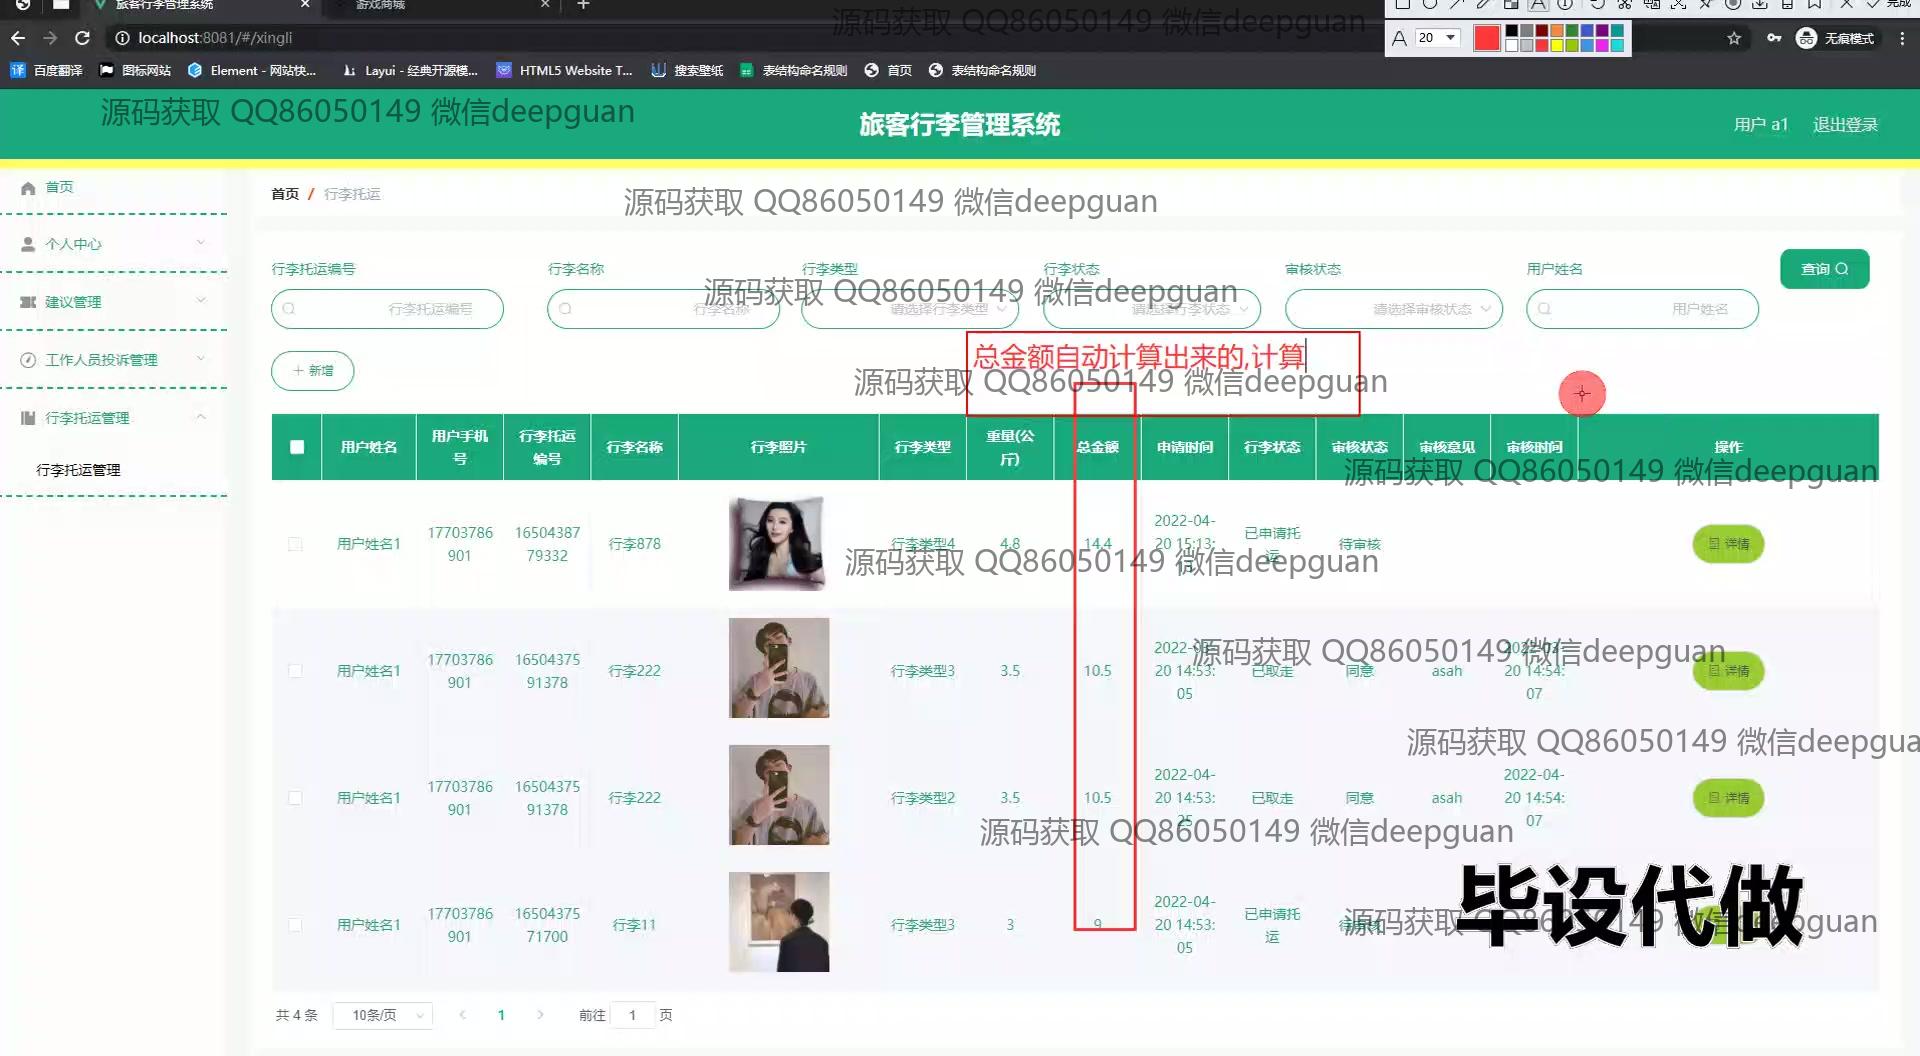 旅客行李管理系统
游戏商城
完成
localhost:8081/#/xingli
A 20
无痕模式
百度翻译 图标网站 Element - 网站快... Layui - 经典开源模... HTML5 Website T... 搜索壁纸 表结构命名规则 首页 表结构命名规则
源码获取 QQ86050149 微信deepguan
源码获取 QQ86050149 微信deepguan
旅客行李管理系统
用户 a1 退出登录
首页
个人中心
建议管理
工作人员投诉管理
行李托运管理
行李托运管理
首页 / 行李托运
源码获取 QQ86050149 微信deepguan
行李托运编号 行李名称 行李类型 行李状态 审核状态 用户姓名
行李托运编号 行李名称 请选择行李类型 请选择行李状态 请选择审核状态 用户姓名
查询
源码获取 QQ86050149 微信deepguan
总金额自动计算出来的,计算
新增
源码获取 QQ86050149 微信deepguan
用户姓名 用户手机号 行李托运编号 行李名称 行李照片 行李类型 重量(公斤) 总金额 申请时间 行李状态 审核状态 审核意见 审核时间 操作
源码获取 QQ86050149 微信deepguan
用户姓名1 17703786901 1650438779332 行李878 行李类型4 4.8 14.4 2022-04-20 15:13: 已申请托运 待审核 详情
源码获取 QQ86050149 微信deepguan
用户姓名1 17703786901 1650437591378 行李222 行李类型3 3.5 10.5 2022- 20 14:53:05 已取走 同意 asah 20 14:54:07 详情
源码获取 QQ86050149 微信deepguan
源码获取 QQ86050149 微信deepgua
用户姓名1 17703786901 1650437591378 行李222 行李类型2 3.5 10.5 2022-04-20 14:53: 已取走 同意 asah 2022-04-20 14:54:07 详情
源码获取 QQ86050149 微信deepguan
用户姓名1 17703786901 1650437571700 行李11 行李类型3 3 9 2022-04-20 14:53:05 已申请托运
源码获取 QQ86050149 微信deepguan
毕设代做
共 4 条 10条/页 1 前往 1 页